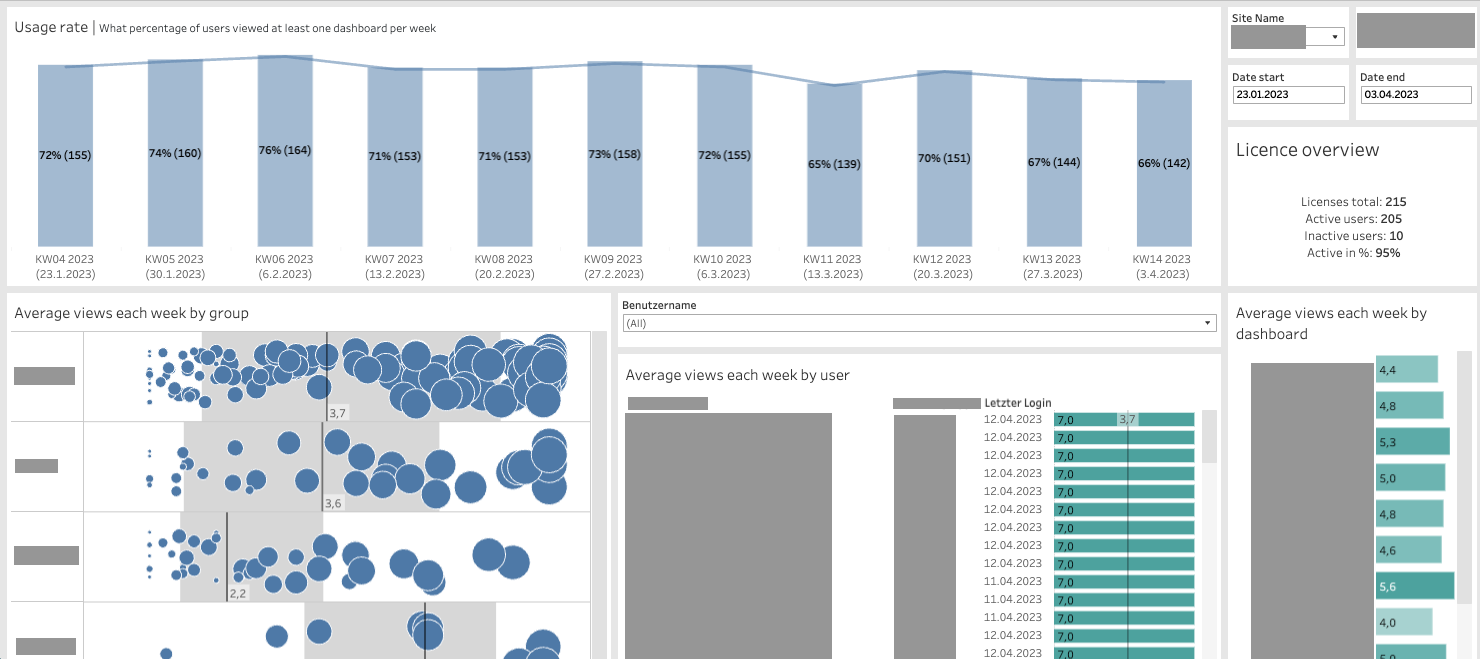 Usage rate | What percentage of users viewed at least one dashboard per week
72% (155)
74% (160)
76% (164)
71% (153)
71% (153)
73% (158)
72% (155)
65% (139)
70% (151)
67% (144)
66% (142)
KW04 2023
(23.1.2023)
KW05 2023
(30.1.2023)
KW06 2023
(6.2.2023)
KW07 2023
(13.2.2023)
KW08 2023
(20.2.2023)
KW09 2023
(27.2.2023)
KW10 2023
(6.3.2023)
KW11 2023
(13.3.2023)
KW12 2023
(20.3.2023)
KW13 2023
(27.3.2023)
KW14 2023
(3.4.2023)
Site Name
Date start
23.01.2023
Date end
03.04.2023
Licence overview
Licenses total: 215
Active users: 205
Inactive users: 10
Active in %: 95%
Average views each week by group
3,7
3,6
2,2
Benutzername
(All)
Average views each week by user
Letzter Login
12.04.2023 7,0 3,7
12.04.2023 7,0
12.04.2023 7,0
12.04.2023 7,0
12.04.2023 7,0
12.04.2023 7,0
12.04.2023 7,0
12.04.2023 7,0
12.04.2023 7,0
11.04.2023 7,0
11.04.2023 7,0
11.04.2023 7,0
12.04.2023 7,0
12.04.2023 7,0
Average views each week by
dashboard
4,4
4,8
5,3
5,0
4,8
4,6
5,6
4,0
5,0